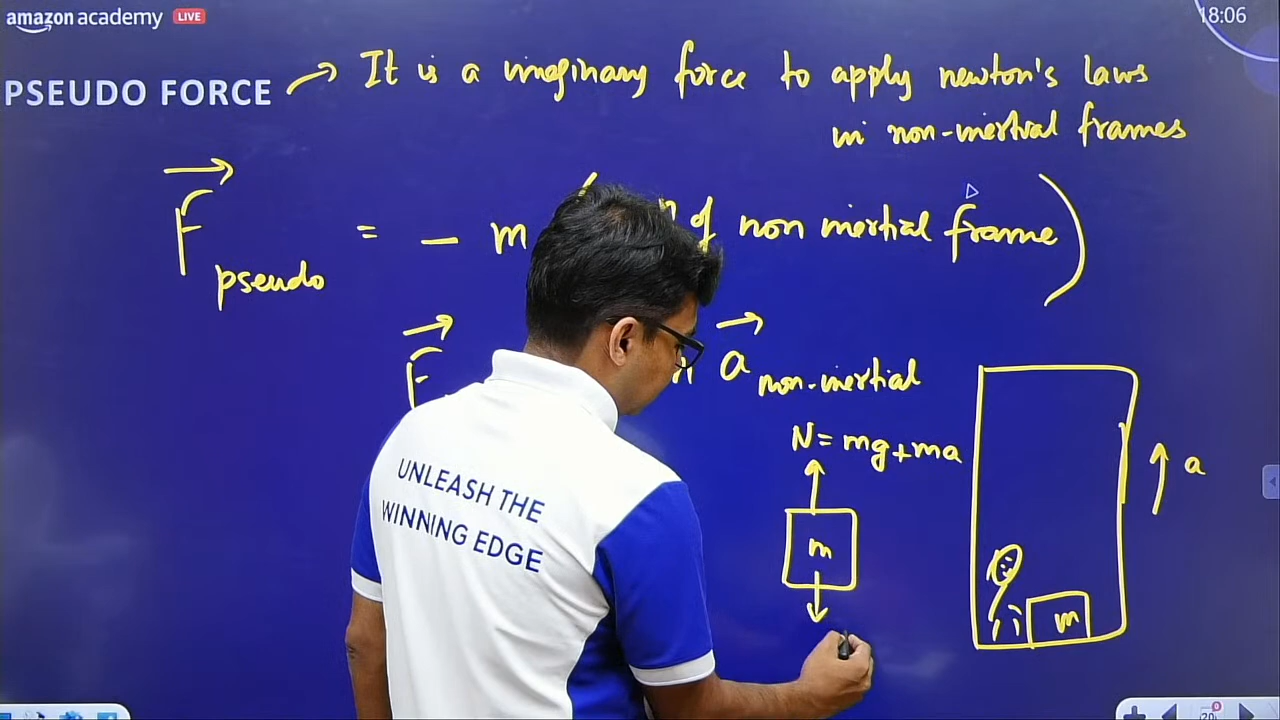 amazon academy LIVE
18:06
PSEUDO FORCE → It is a imaginary force to apply newton's laws
in non-inertial frames
F pseudo = - m of non inertial frame)
F a non-inertial
N = mg+ma
a
m
m
UNLEASH THE
WINNING EDGE
20